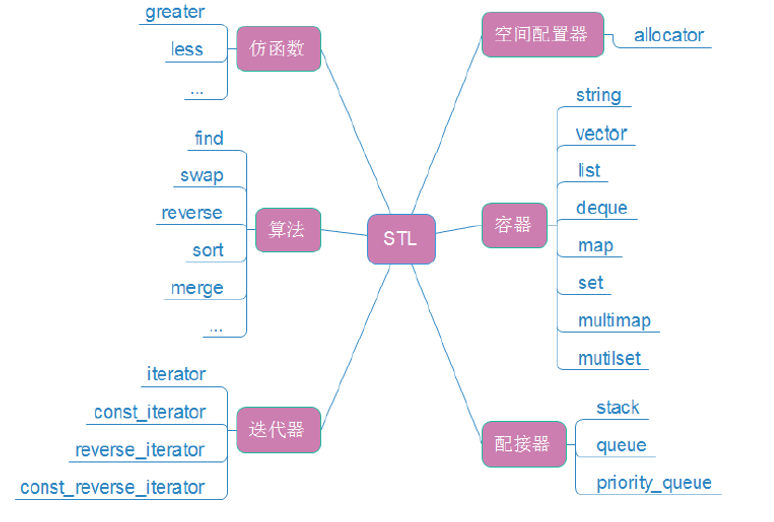 STL
仿函数
greater
less
...
算法
find
swap
reverse
sort
merge
...
迭代器
iterator
const_iterator
reverse_iterator
const_reverse_iterator
空间配置器
allocator
容器
string
vector
list
deque
map
set
multimap
mutilset
配接器
stack
queue
priority_queue